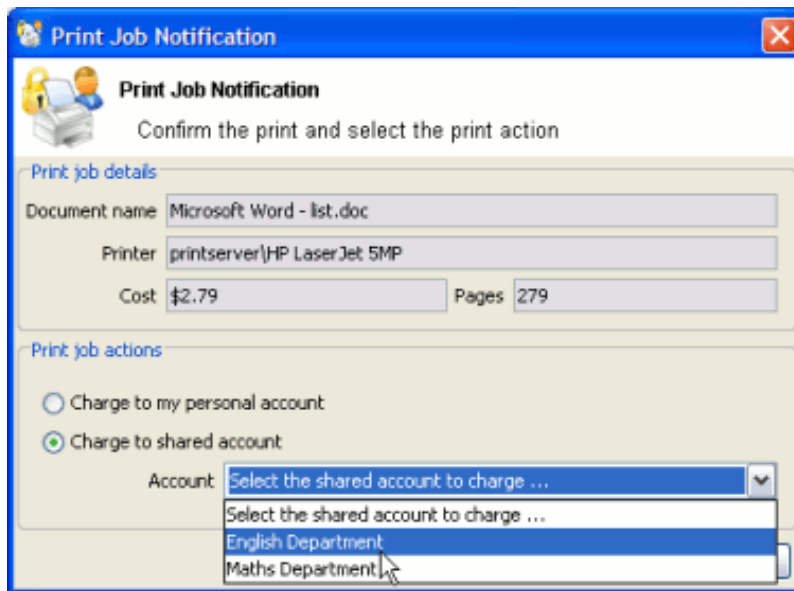 Print Job Notification
Print Job Notification
Confirm the print and select the print action
Print job details
Document name Microsoft Word - list.doc
Printer printserver\HP LaserJet 5MP
Cost $2.79 Pages 279
Print job actions
Charge to my personal account
Charge to shared account
Account Select the shared account to charge ...
Select the shared account to charge ...
English Department
Maths Department